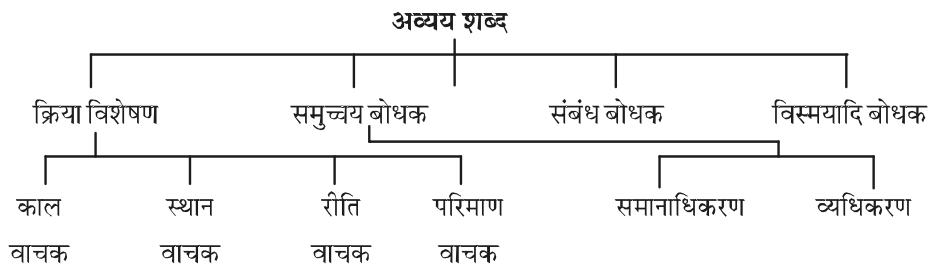 अव्यय शब्द
क्रिया विशेषण समुच्चय बोधक संबंध बोधक विस्मयादि बोधक
काल स्थान रीति परिमाण समानाधिकरण व्यधिकरण
वाचक वाचक वाचक वाचक